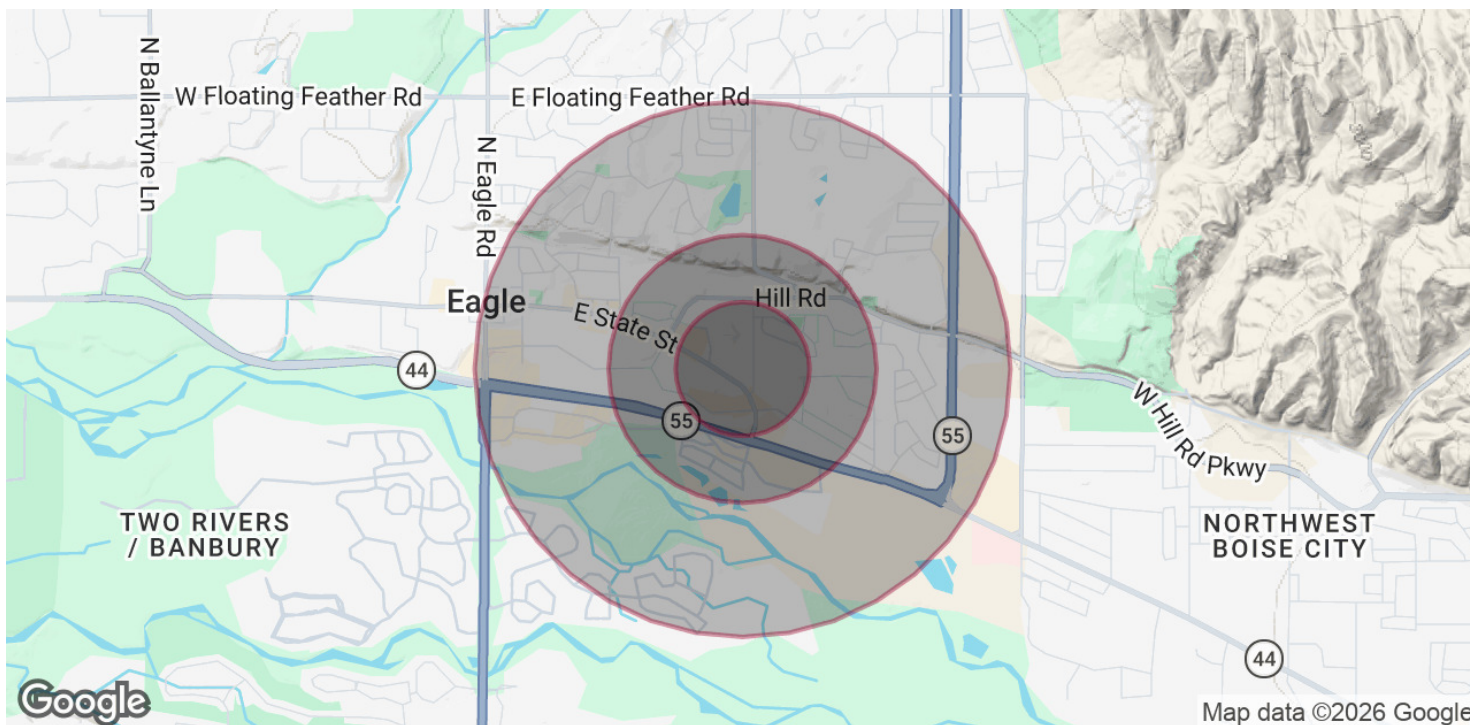 N Ballantyne Ln
W Floating Feather Rd
E Floating Feather Rd
N Eagle Rd
3000
Eagle
Hill Rd
E State St
44
55
55
W Hill Rd Pkwy
TWO RIVERS
/ BANBURY
NORTHWEST
BOISE CITY
44
Google
Map data ©2026 Google